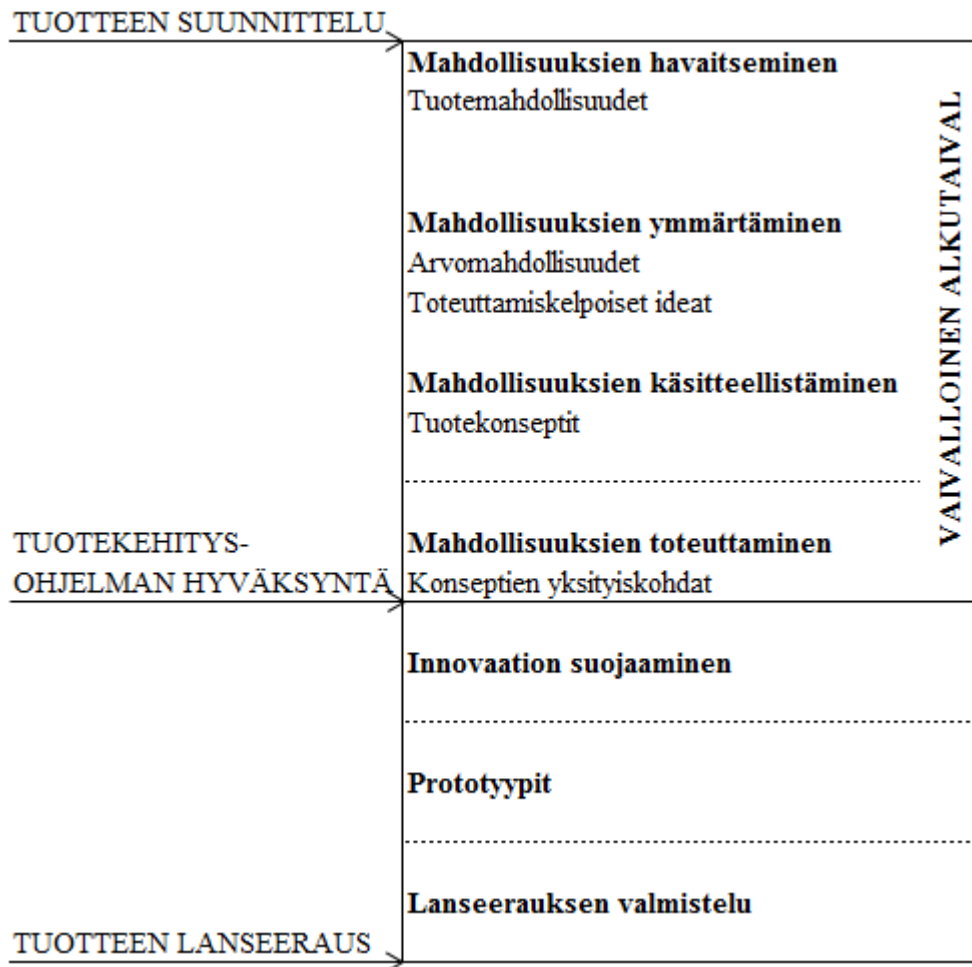 TUOTTEEN SUUNNITTELU
Mahdollisuuksien havaitseminen
Tuotemahdollisuudet
Mahdollisuuksien ymmärtäminen
Arvomahdollisuudet
Toteuttamiskelpoiset ideat
Mahdollisuuksien käsitteellistäminen
Tuotekonseptit
VAIVALLOINEN ALKUTAIVAL
TUOTEKEHITYS-
OHJELMAN HYVÄKSYNTÄ
Mahdollisuuksien toteuttaminen
Konseptien yksityiskohdat
Innovaation suojaaminen
Prototyypit
Lanseerauksen valmistelu
TUOTTEEN LANSEERAUS